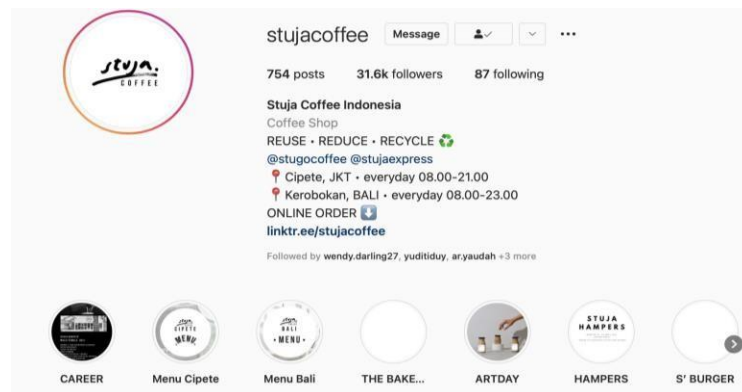 stuja.
COFFEE
stujacoffee Message
754 posts 31.6k followers 87 following
Stuja Coffee Indonesia
Coffee Shop
REUSE • REDUCE • RECYCLE ♻️
@stugocoffee @stujaexpress
📍 Cipete, JKT • everyday 08.00-21.00
📍 Kerobokan, BALI • everyday 08.00-23.00
ONLINE ORDER ⬇️
linktr.ee/stujacoffee
Followed by wendy.darling27, yuditiduy, ar.yaudah +3 more
stuja.
CIPETE
MENU
stuja.
BALI
• MENU •
STUJA
HAMPERS
CAREER Menu Cipete Menu Bali THE BAKE... ARTDAY HAMPERS S' BURGER